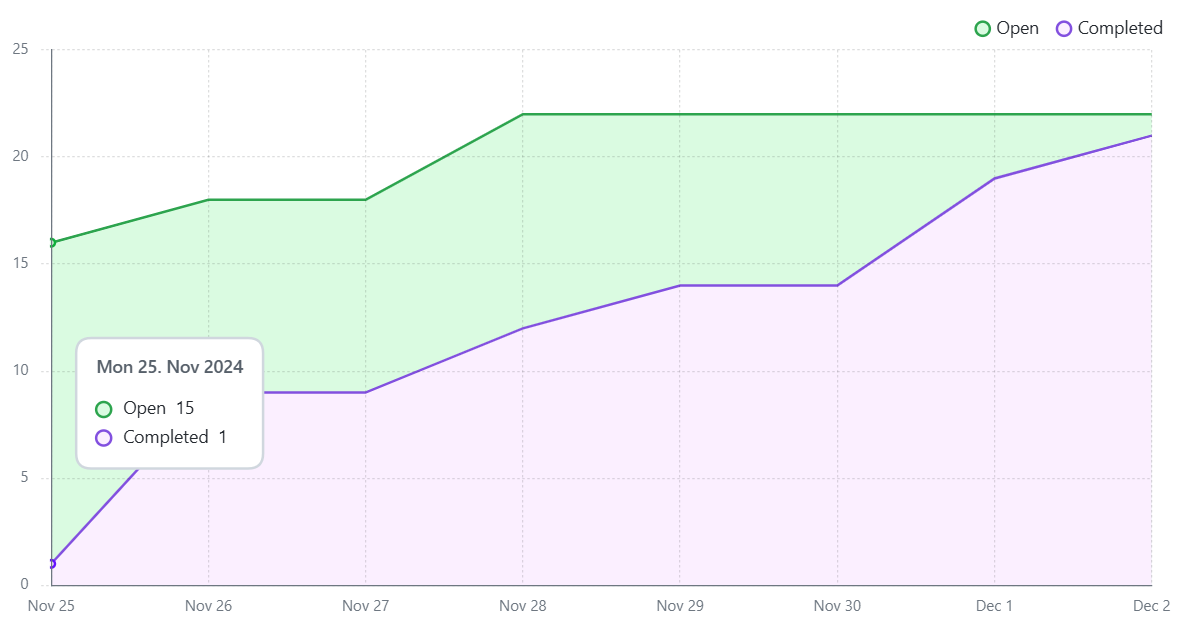 Open Completed
25
20
15
10
5
0
Mon 25. Nov 2024
Open 15
Completed 1
Nov 25 Nov 26 Nov 27 Nov 28 Nov 29 Nov 30 Dec 1 Dec 2